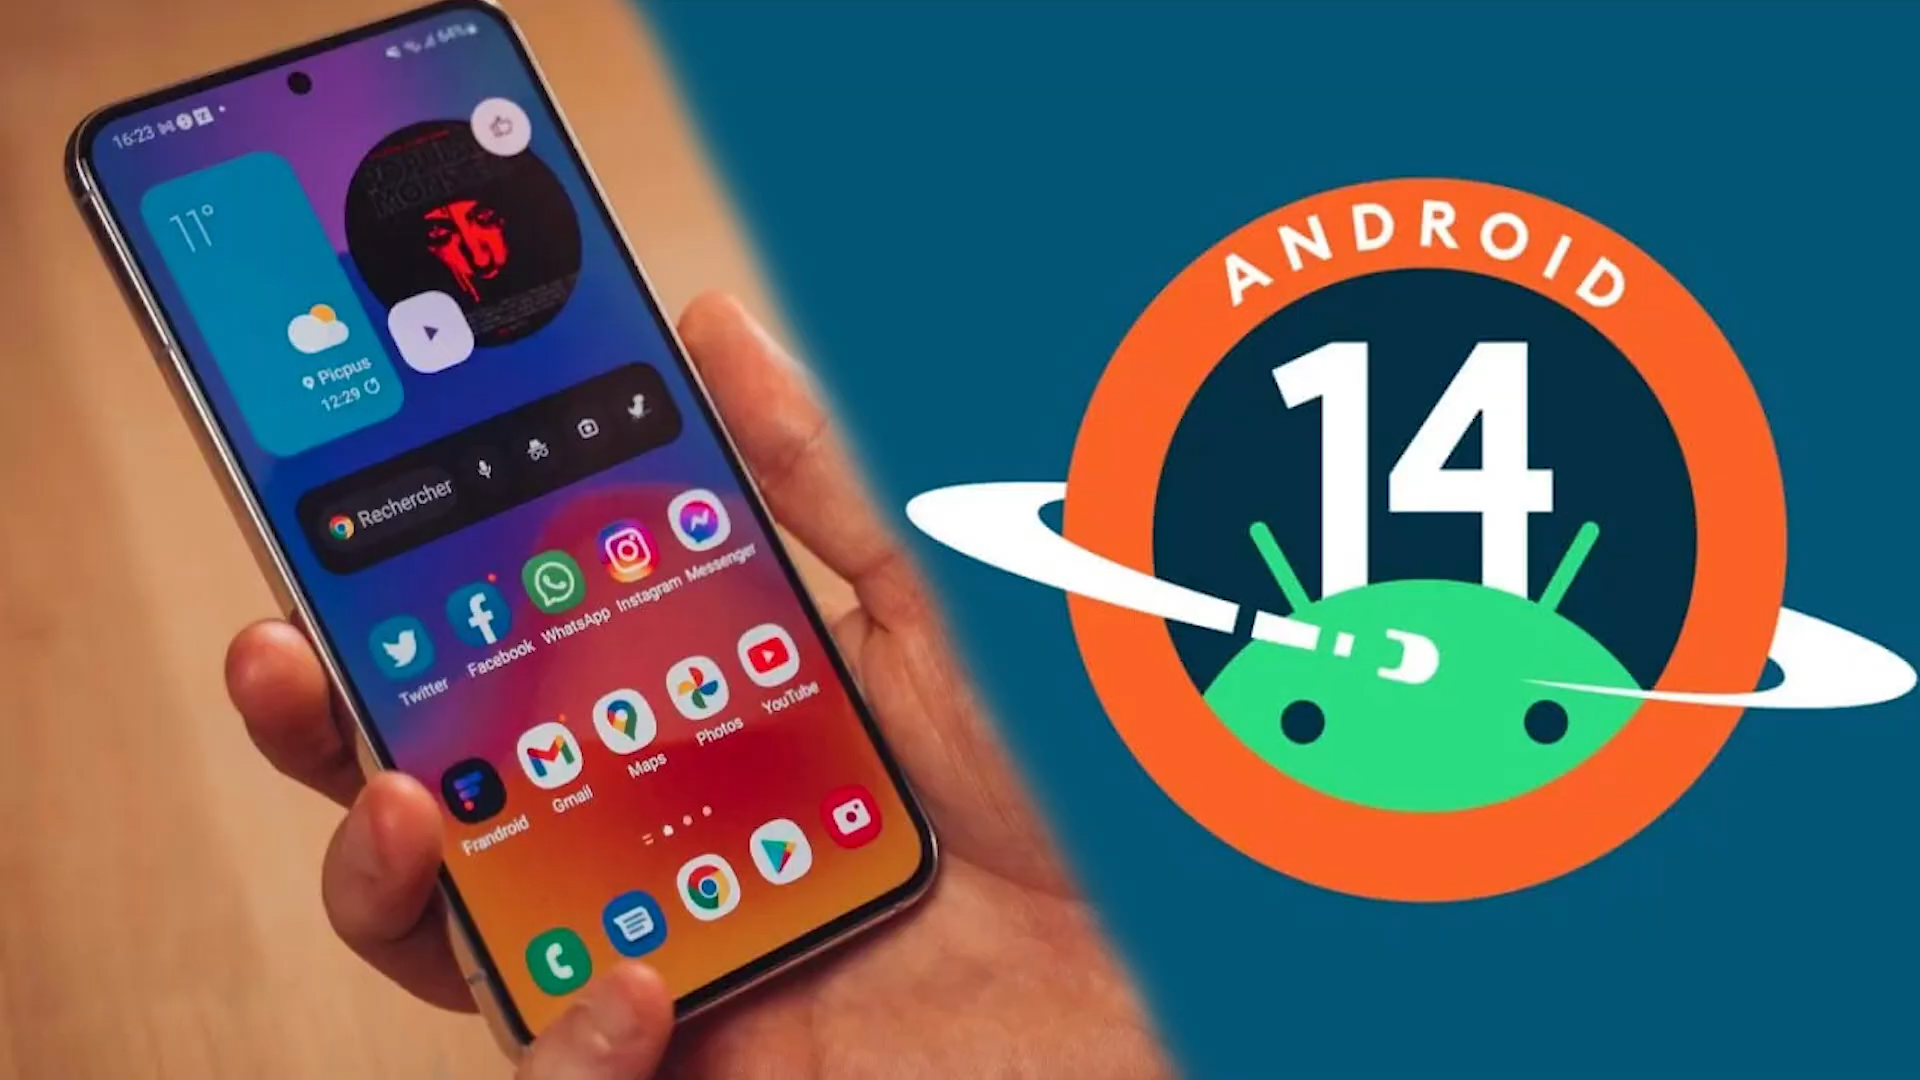 16:23
64%
11°
Picpus
12:29
Rechercher
Twitter
Facebook
WhatsApp
Instagram
Messenger
Frandroid
Gmail
Maps
Photos
YouTube
ANDROID
14